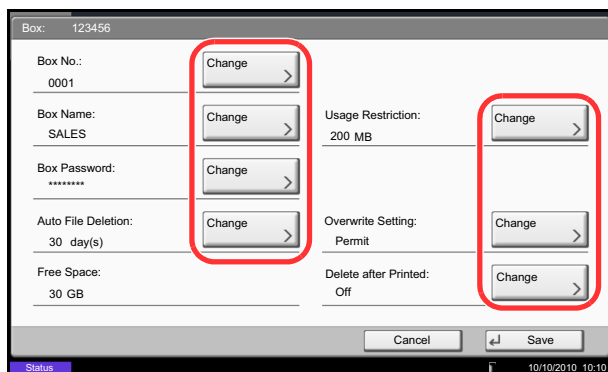 Box: 123456
Box No.:
0001
Change
Box Name:
SALES
Change
Usage Restriction:
200 MB
Change
Box Password:
********
Change
Auto File Deletion:
30 day(s)
Change
Overwrite Setting:
Permit
Change
Free Space:
30 GB
Delete after Printed:
Off
Change
Cancel
Save
Status
10/10/2010 10:10